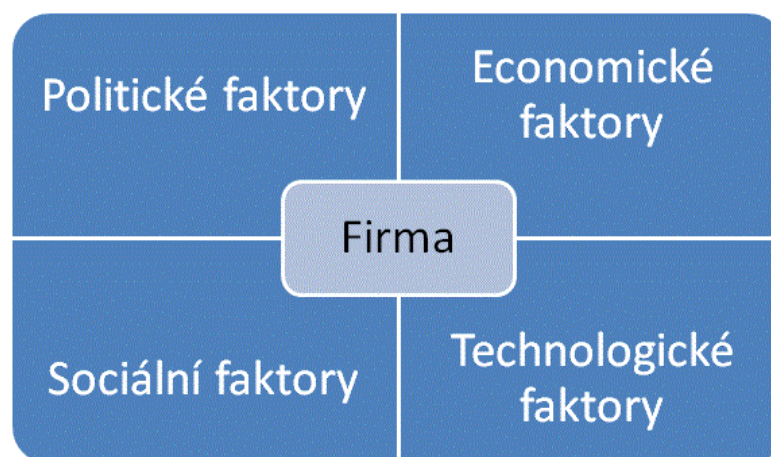 Politické faktory
Economické
faktory
Firma
Sociální faktory
Technologické
faktory